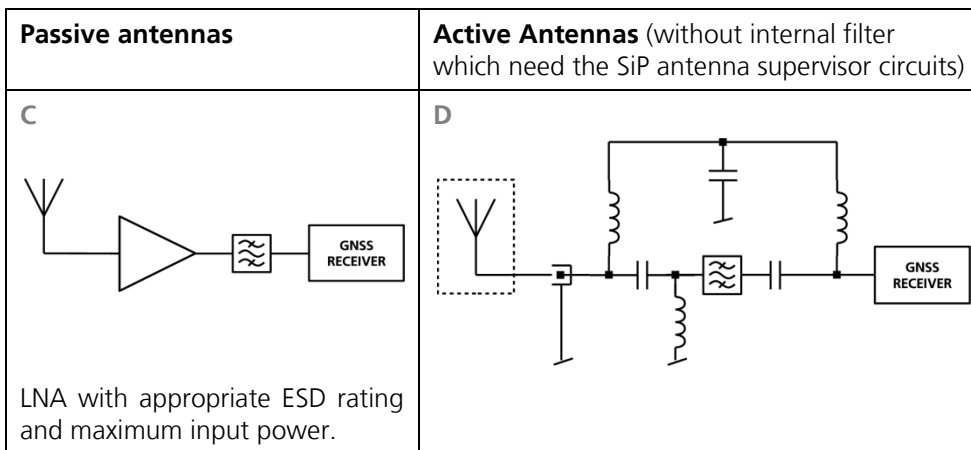 Passive antennas
Active Antennas (without internal filter
which need the SiP antenna supervisor circuits)
C
GNSS
RECEIVER
LNA with appropriate ESD rating
and maximum input power.
D
GNSS
RECEIVER